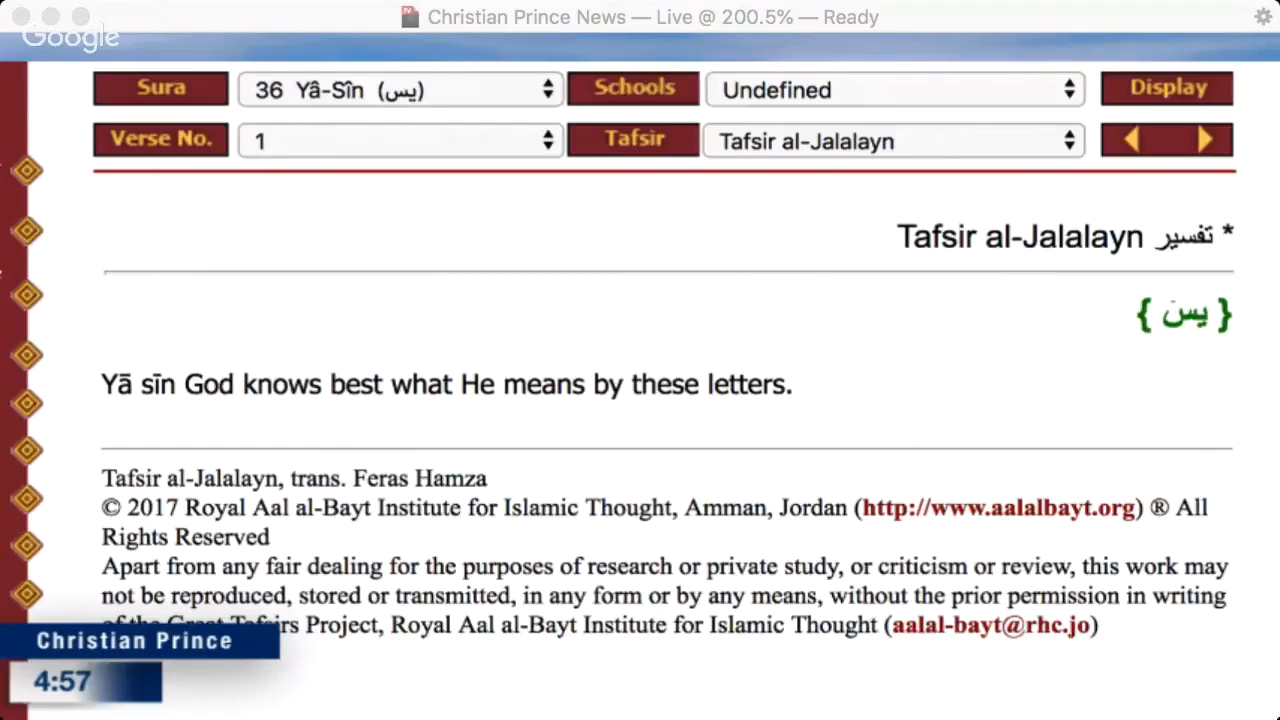 Christian Prince News — Live @ 200.5% — Ready
Google
Sura 36 Yâ-Sîn (يس) Schools Undefined Display
Verse No. 1 Tafsir Tafsir al-Jalalayn
* تفسير Tafsir al-Jalalayn
{ يسۤ }
Yā sīn God knows best what He means by these letters.
Tafsir al-Jalalayn, trans. Feras Hamza
© 2017 Royal Aal al-Bayt Institute for Islamic Thought, Amman, Jordan (http://www.aalalbayt.org) ® All
Rights Reserved
Apart from any fair dealing for the purposes of research or private study, or criticism or review, this work may
not be reproduced, stored or transmitted, in any form or by any means, without the prior permission in writing
of the Great Tafsirs Project, Royal Aal al-Bayt Institute for Islamic Thought (aalal-bayt@rhc.jo)
Christian Prince
4:57